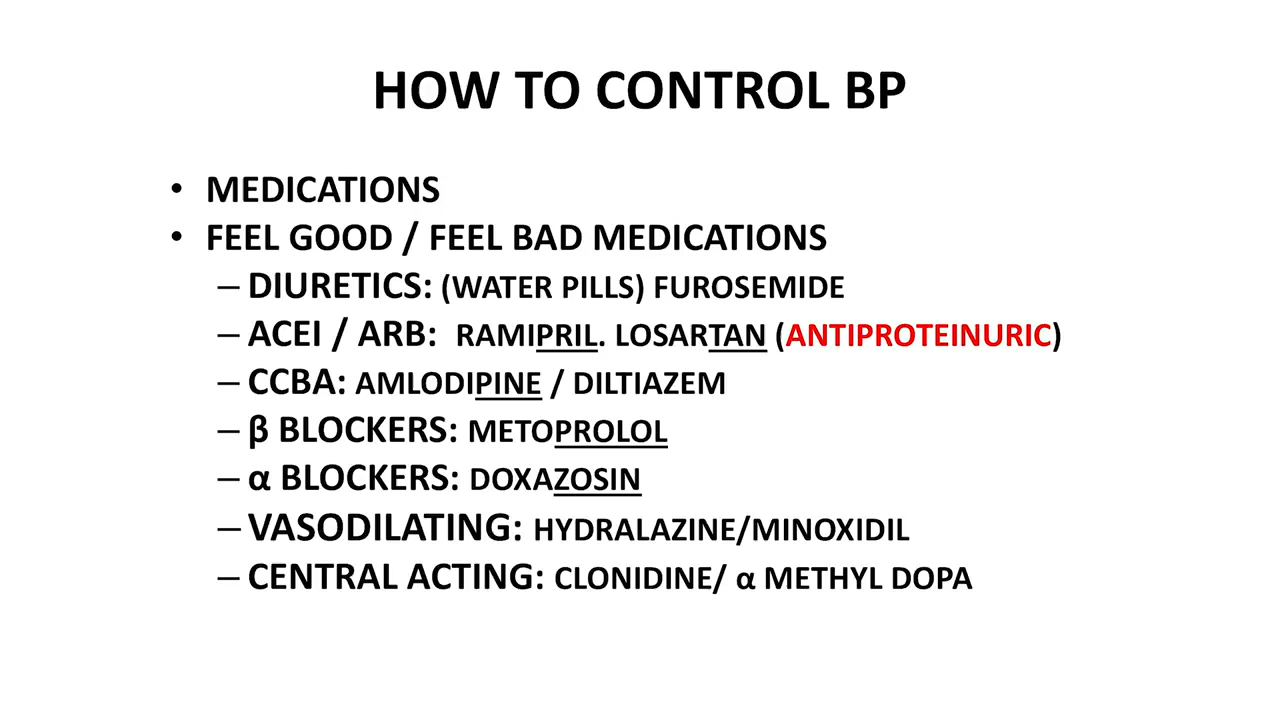 HOW TO CONTROL BP
• MEDICATIONS
• FEEL GOOD / FEEL BAD MEDICATIONS
– DIURETICS: (WATER PILLS) FUROSEMIDE
– ACEI / ARB: RAMIPRIL. LOSARTAN (ANTIPROTEINURIC)
– CCBA: AMLODIPINE / DILTIAZEM
– β BLOCKERS: METOPROLOL
– α BLOCKERS: DOXAZOSIN
– VASODILATING: HYDRALAZINE/MINOXIDIL
– CENTRAL ACTING: CLONIDINE/ α METHYL DOPA